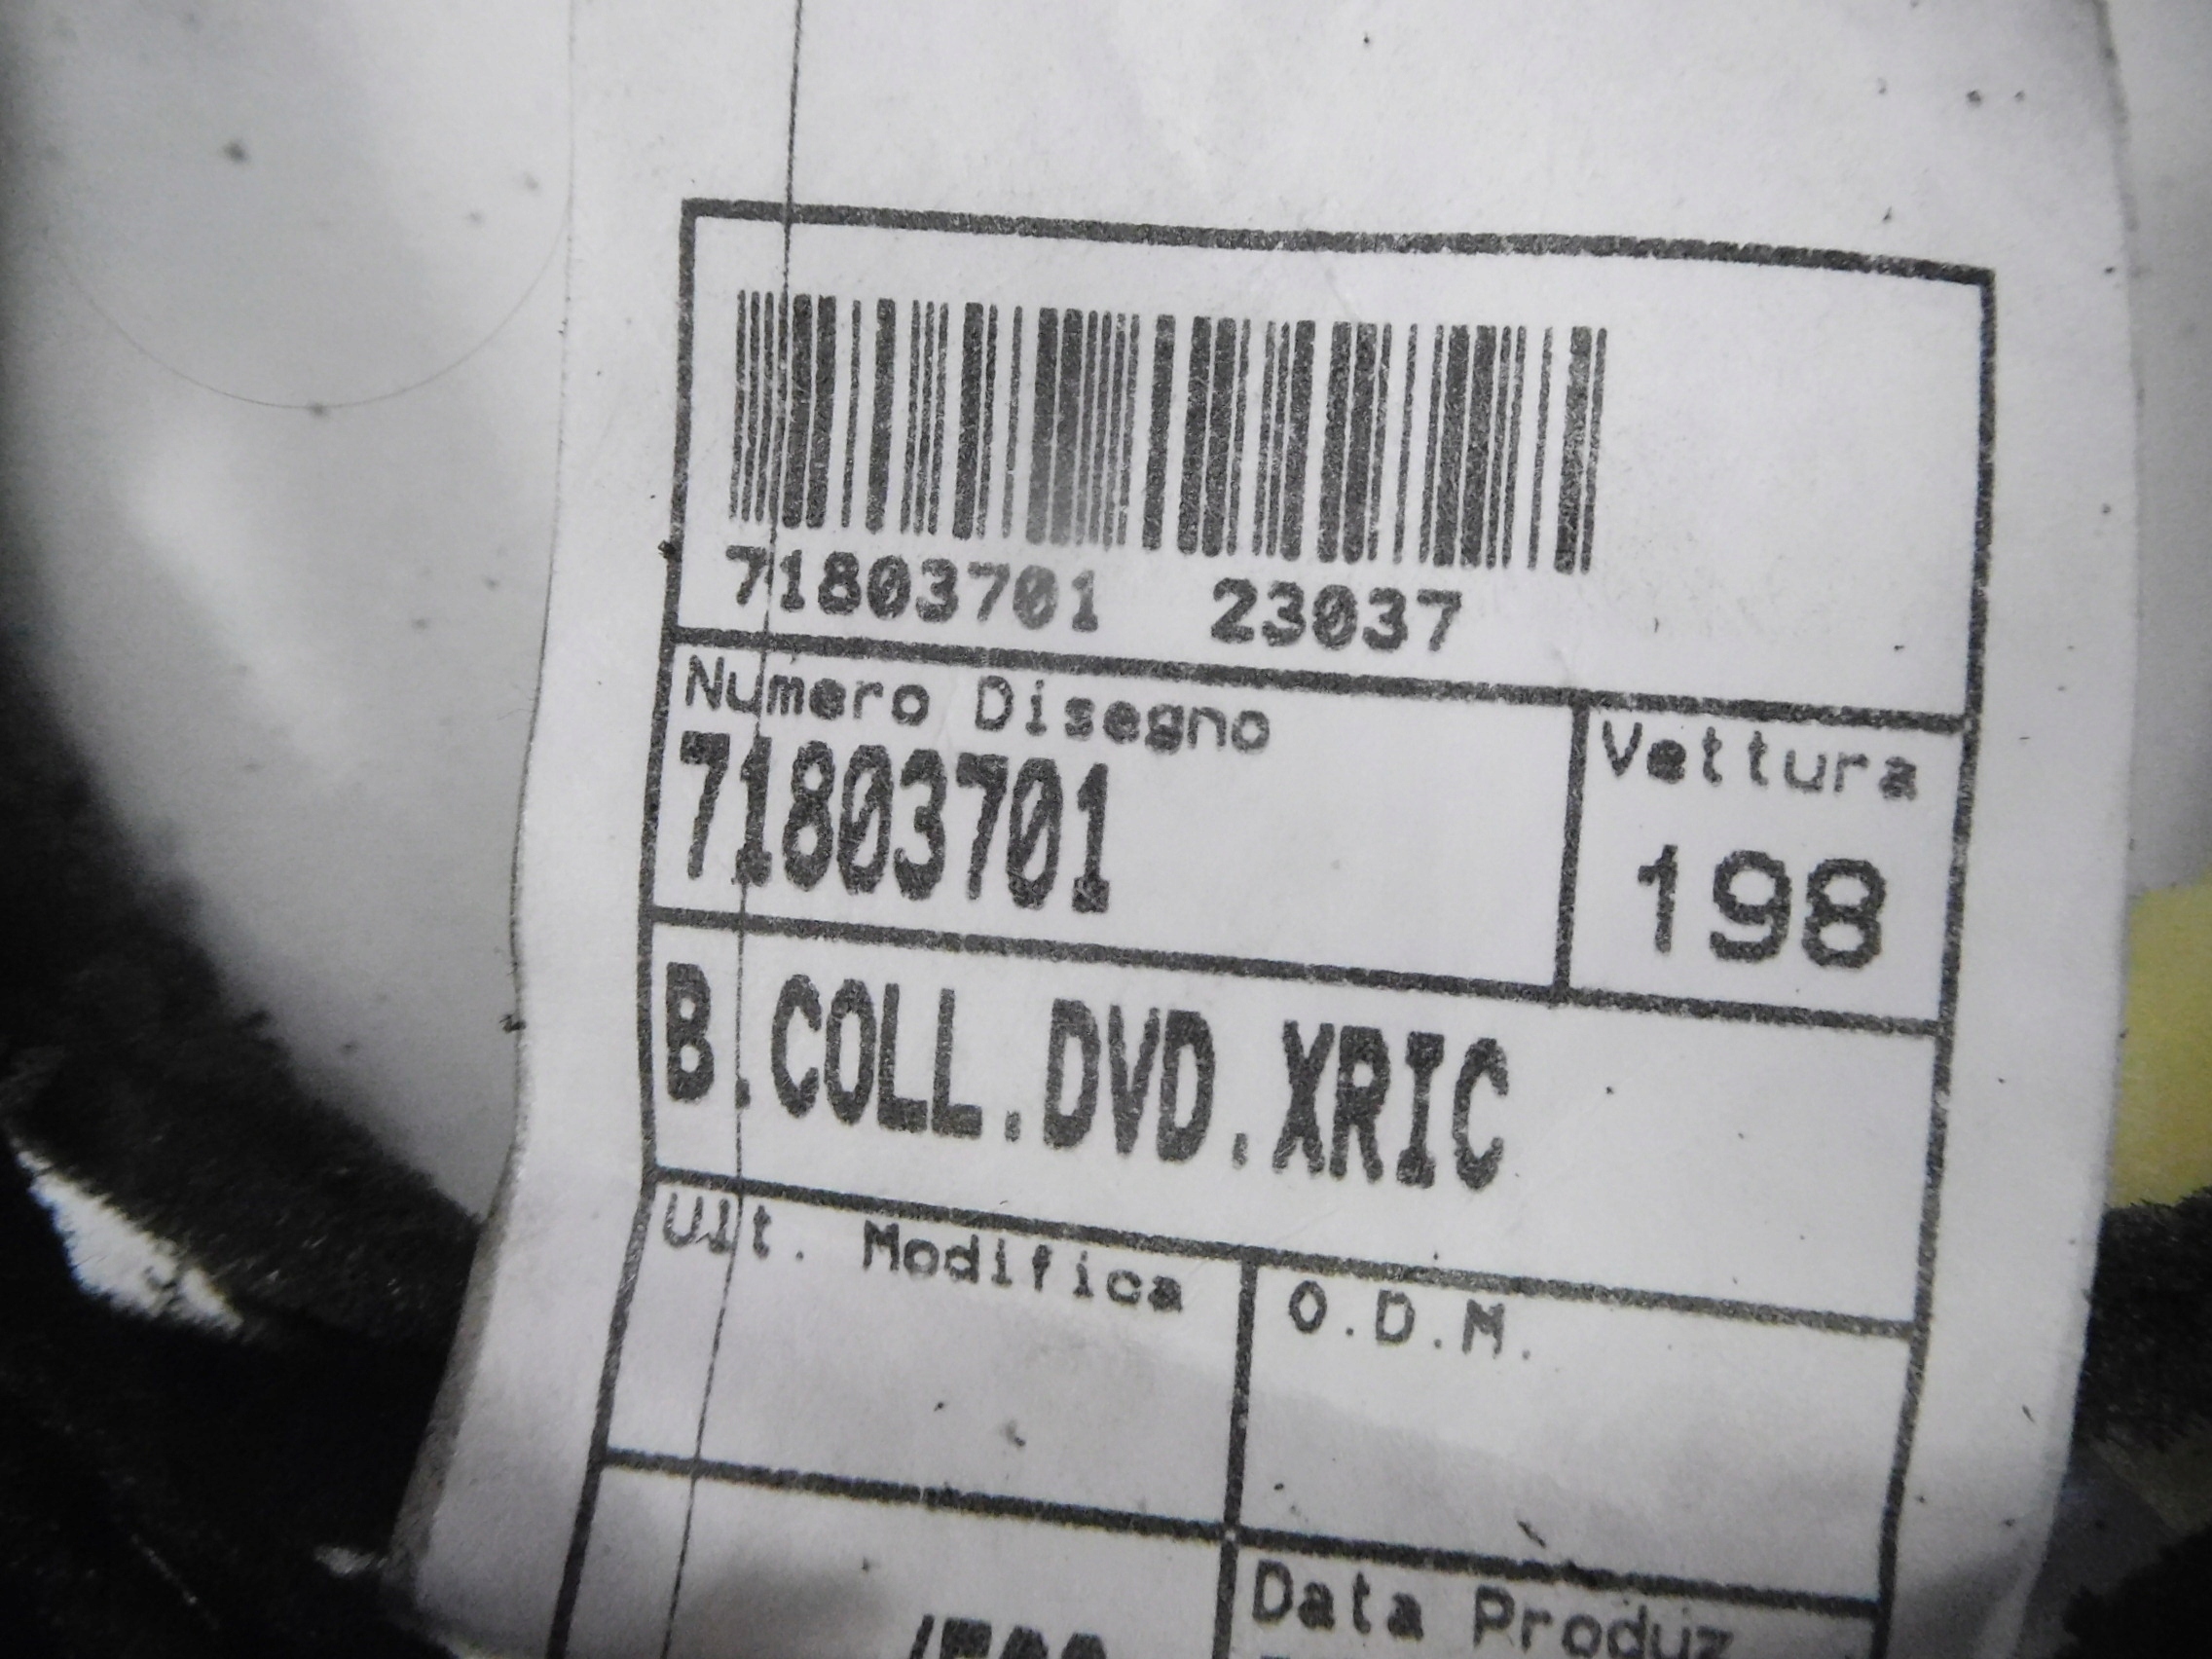 71803701 23037
Numero Disegno
Vettura
71803701
198
B.COLL.DVD.XRIC
Ult. Modifica
O.D.M.
Data Produz